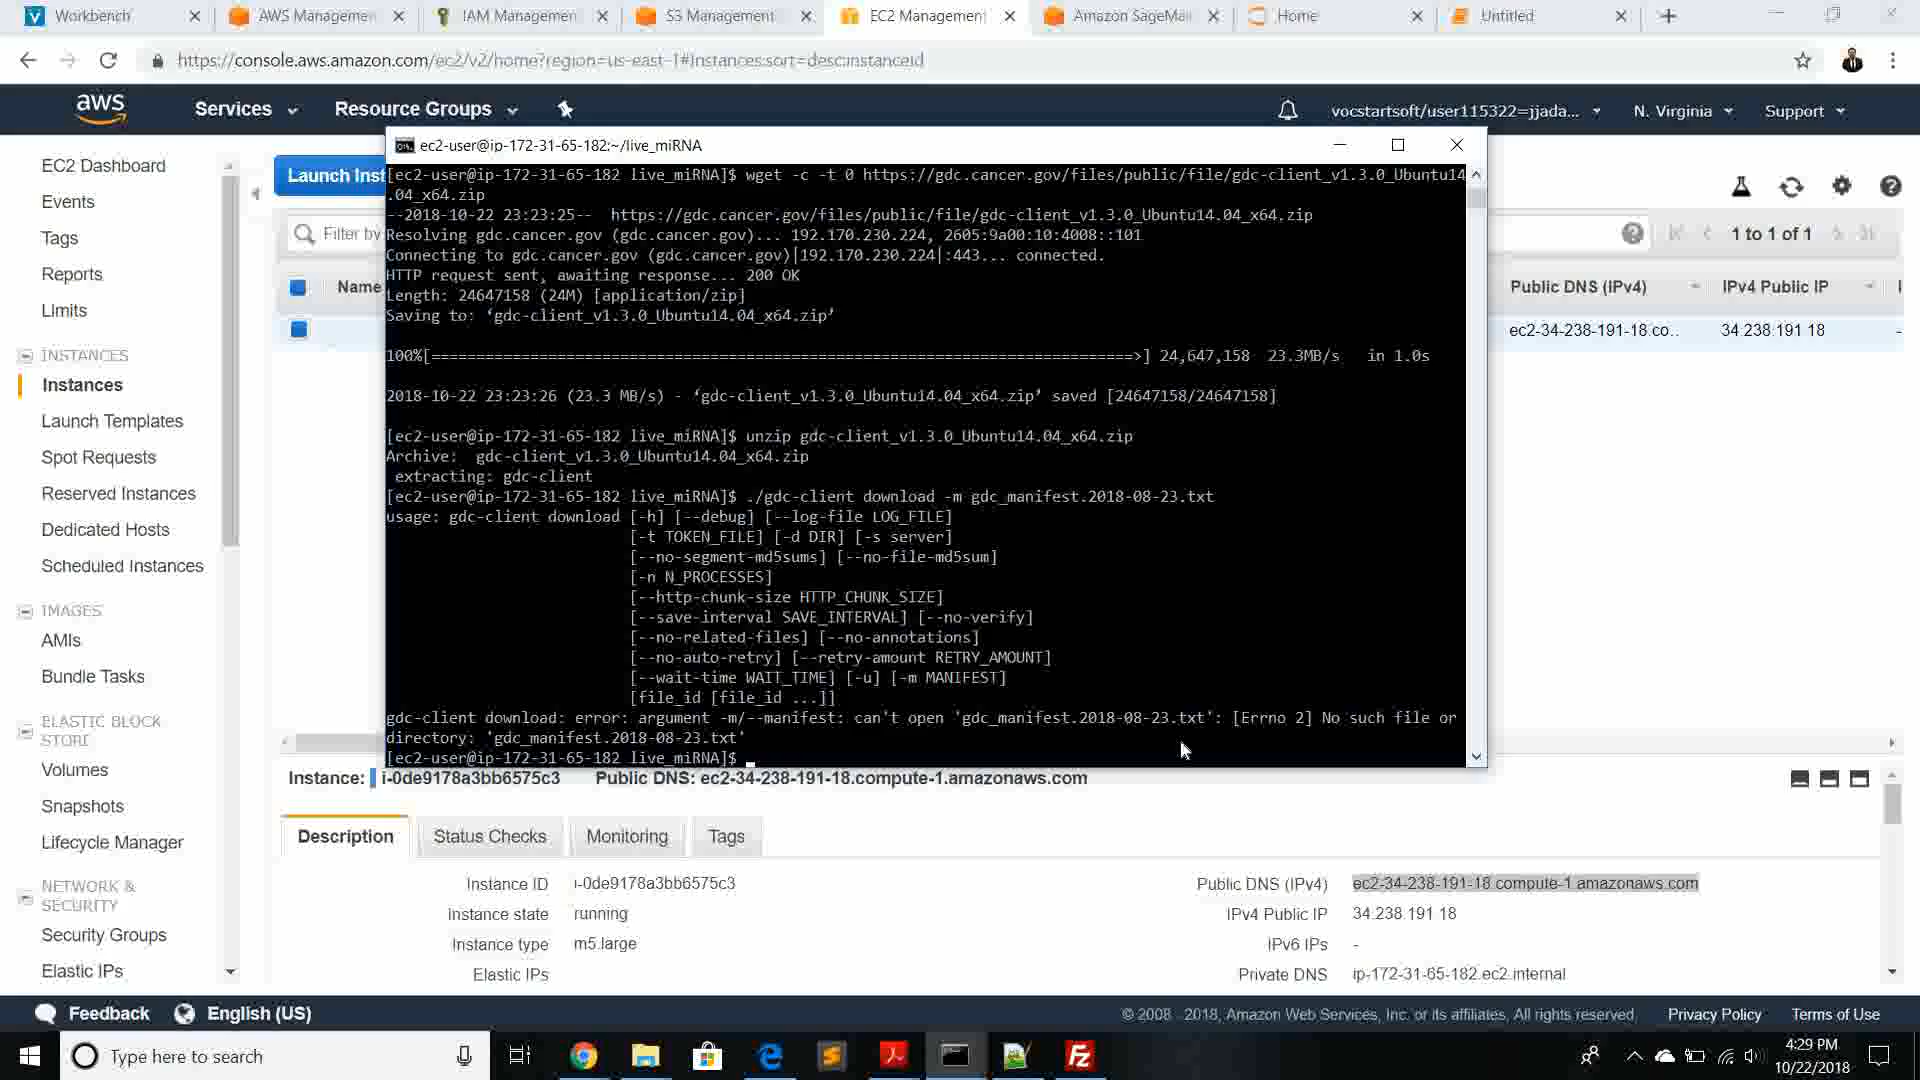 Workbench
AWS Managemen
IAM Managemen
S3 Management
EC2 Management
Amazon SageMak
Home
Untitled
https://console.aws.amazon.com/ec2/v2/home?region=us-east-1#Instances:sort=desc:instanceId
aws
Services
Resource Groups
vocstartsoft/user115322=jjada...
N. Virginia
Support
EC2 Dashboard
Events
Tags
Reports
Limits
INSTANCES
Instances
Launch Templates
Spot Requests
Reserved Instances
Dedicated Hosts
Scheduled Instances
IMAGES
AMIs
Bundle Tasks
ELASTIC BLOCK
STORE
Volumes
Snapshots
Lifecycle Manager
NETWORK &
SECURITY
Security Groups
Elastic IPs
Launch Inst
Filter by
Name
1 to 1 of 1
Public DNS (IPv4)
IPv4 Public IP
ec2-34-238-191-18.co...
34.238.191.18
-
ec2-user@ip-172-31-65-182:~/live_miRNA
[ec2-user@ip-172-31-65-182 live_miRNA]$ wget -c -t 0 https://gdc.cancer.gov/files/public/file/gdc-client_v1.3.0_Ubuntu14
.04_x64.zip
--2018-10-22 23:23:25--  https://gdc.cancer.gov/files/public/file/gdc-client_v1.3.0_Ubuntu14.04_x64.zip
Resolving gdc.cancer.gov (gdc.cancer.gov)... 192.170.230.224, 2605:9a00:10:4008::101
Connecting to gdc.cancer.gov (gdc.cancer.gov)|192.170.230.224|:443... connected.
HTTP request sent, awaiting response... 200 OK
Length: 24647158 (24M) [application/zip]
Saving to: ‘gdc-client_v1.3.0_Ubuntu14.04_x64.zip’
100%[==============================================================================>] 24,647,158  23.3MB/s   in 1.0s
2018-10-22 23:23:26 (23.3 MB/s) - ‘gdc-client_v1.3.0_Ubuntu14.04_x64.zip’ saved [24647158/24647158]
[ec2-user@ip-172-31-65-182 live_miRNA]$ unzip gdc-client_v1.3.0_Ubuntu14.04_x64.zip
Archive:  gdc-client_v1.3.0_Ubuntu14.04_x64.zip
extracting: gdc-client
[ec2-user@ip-172-31-65-182 live_miRNA]$ ./gdc-client download -m gdc_manifest.2018-08-23.txt
usage: gdc-client download [-h] [--debug] [--log-file LOG_FILE]
[-t TOKEN_FILE] [-d DIR] [-s server]
[--no-segment-md5sums] [--no-file-md5sum]
[-n N_PROCESSES]
[--http-chunk-size HTTP_CHUNK_SIZE]
[--save-interval SAVE_INTERVAL] [--no-verify]
[--no-related-files] [--no-annotations]
[--no-auto-retry] [--retry-amount RETRY_AMOUNT]
[--wait-time WAIT_TIME] [-u] [-m MANIFEST]
[file_id [file_id ...]]
gdc-client download: error: argument -m/--manifest: can't open 'gdc_manifest.2018-08-23.txt': [Errno 2] No such file or
directory: 'gdc_manifest.2018-08-23.txt'
[ec2-user@ip-172-31-65-182 live_miRNA]$
Instance: i-0de9178a3bb6575c3 Public DNS: ec2-34-238-191-18.compute-1.amazonaws.com
Description
Status Checks
Monitoring
Tags
Instance ID i-0de9178a3bb6575c3
Instance state running
Instance type m5.large
Elastic IPs
Public DNS (IPv4) ec2-34-238-191-18.compute-1.amazonaws.com
IPv4 Public IP 34.238.191.18
IPv6 IPs -
Private DNS ip-172-31-65-182.ec2.internal
Feedback
English (US)
© 2008 - 2018, Amazon Web Services, Inc. or its affiliates. All rights reserved.
Privacy Policy
Terms of Use
Type here to search
4:29 PM
10/22/2018